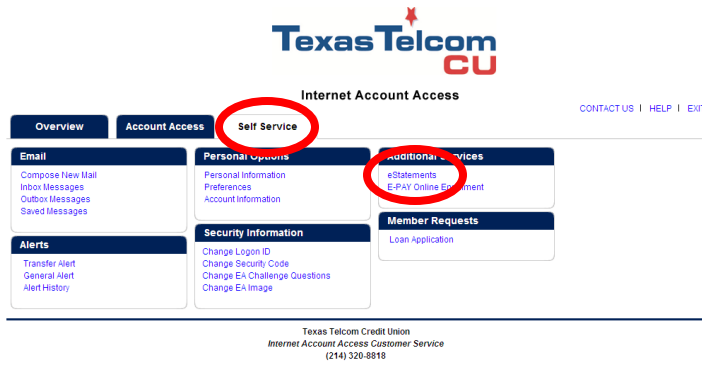 Texas Telcom
CU
Internet Account Access
CONTACT US | HELP | EXIT
Overview
Account Access
Self Service
Email
Compose New Mail
Inbox Messages
Outbox Messages
Saved Messages
Alerts
Transfer Alert
General Alert
Alert History
Personal Options
Personal Information
Preferences
Account Information
Security Information
Change Logon ID
Change Security Code
Change EA Challenge Questions
Change EA Image
Additional Services
eStatements
E-PAY Online Enrollment
Member Requests
Loan Application
Texas Telcom Credit Union
Internet Account Access Customer Service
(214) 320-8818